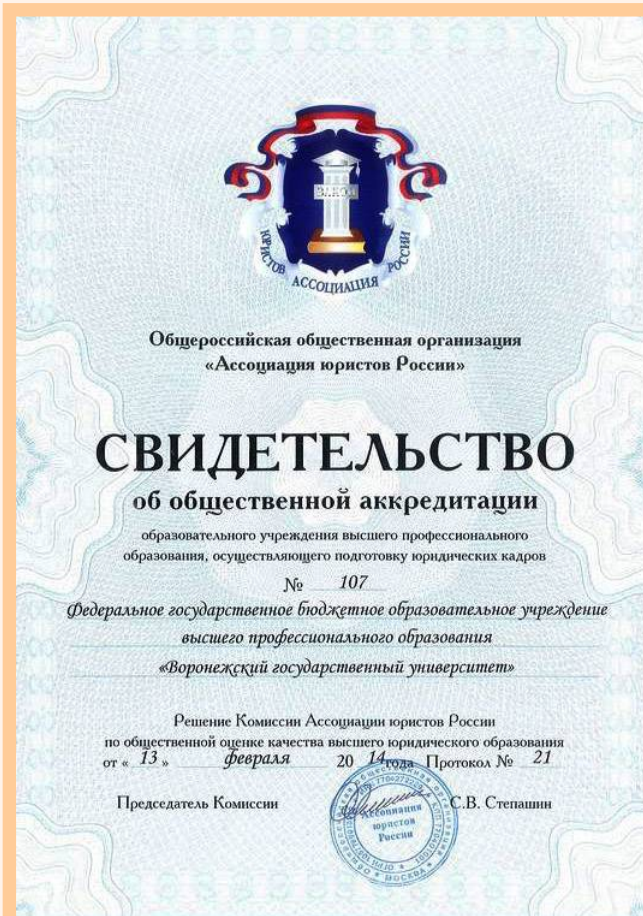 ЗАКОН
ЮРИСТОВ АССОЦИАЦИЯ РОССИИ
Общероссийская общественная организация
«Ассоциация юристов России»
СВИДЕТЕЛЬСТВО
об общественной аккредитации
образовательного учреждения высшего профессионального
образования, осуществляющего подготовку юридических кадров
№ 107
Федеральное государственное бюджетное образовательное учреждение
высшего профессионального образования
«Воронежский государственный университет»
Решение Комиссии Ассоциации юристов России
по общественной оценке качества высшего юридического образования
от « 13 » февраля 20 14 года Протокол № 21
Председатель Комиссии С.В. Степашин
Ассоциация
юристов
России
МОСКВА